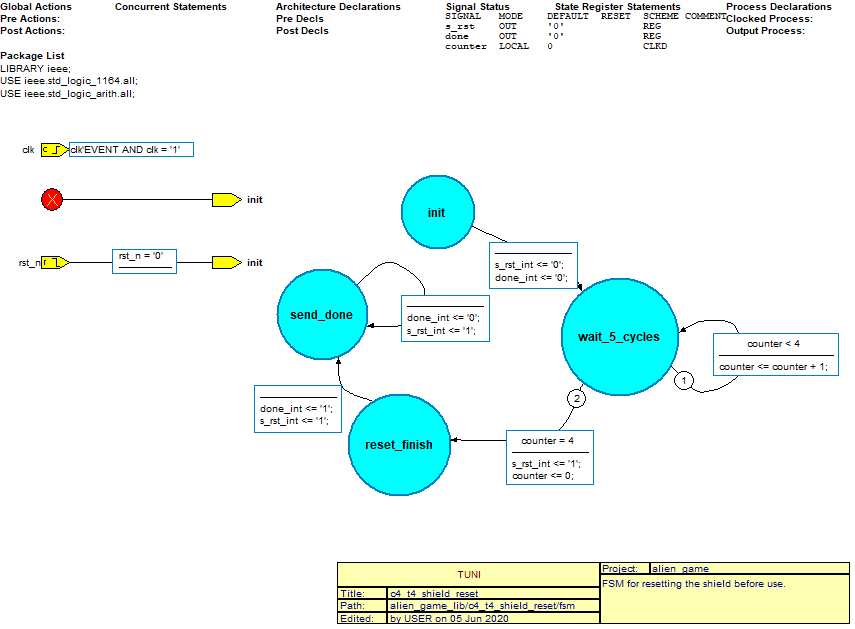 Global Actions
Pre Actions:
Post Actions:
Concurrent Statements
Architecture Declarations
Pre Decls
Post Decls
Signal Status
SIGNAL MODE
s_rst OUT
done OUT
counter LOCAL
State Register Statements
DEFAULT RESET SCHEME COMMENT
'0' REG
'0' REG
0 CLKD
Process Declarations
Clocked Process:
Output Process:
Package List
LIBRARY ieee;
USE ieee.std_logic_1164.all;
USE ieee.std_logic_arith.all;
clk
c
clk'EVENT AND clk = '1'
X
init
rst_n
r
rst_n = '0'
init
init
s_rst_int <= '0';
done_int <= '0';
send_done
done_int <= '0';
s_rst_int <= '1';
wait_5_cycles
counter < 4
counter <= counter + 1;
1
2
counter = 4
s_rst_int <= '1';
counter <= 0;
done_int <= '1';
s_rst_int <= '1';
reset_finish
TUNI
Title: c4_t4_shield_reset
Path: alien_game_lib/c4_t4_shield_reset/fsm
Edited: by USER on 05 Jun 2020
Project: alien_game
FSM for resetting the shield before use.